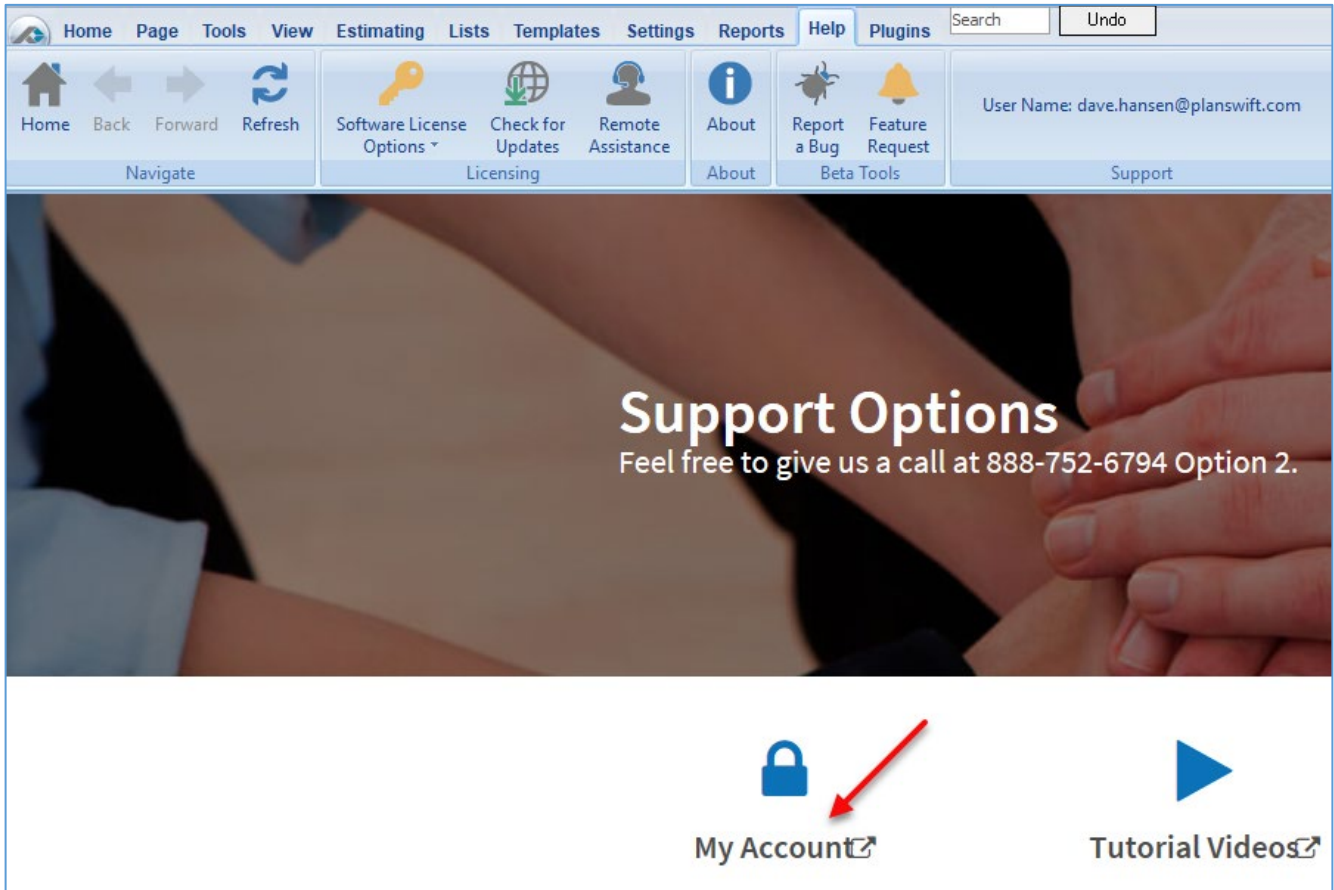 Home Page Tools View Estimating Lists Templates Settings Reports Help Plugins Search Undo
Home Back Forward Refresh
Software License Options
Check for Updates
Remote Assistance
About
Report a Bug
Feature Request
User Name: dave.hansen@planswift.com
Navigate Licensing About Beta Tools Support
Support Options
Feel free to give us a call at 888-752-6794 Option 2.
My Account Tutorial Videos